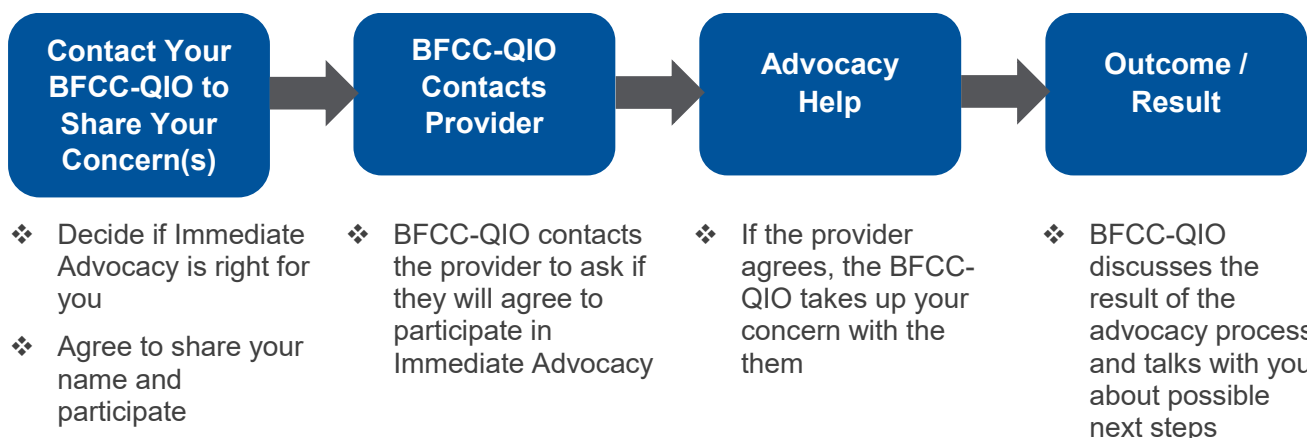 Contact Your
BFCC-QIO to
Share Your
Concern(s)
BFCC-QIO
Contacts
Provider
Advocacy
Help
Outcome /
Result
❖ Decide if Immediate
Advocacy is right for
you
❖ Agree to share your
name and
participate
❖ BFCC-QIO contacts
the provider to ask if
they will agree to
participate in
Immediate Advocacy
❖ If the provider
agrees, the BFCC-
QIO takes up your
concern with the
them
❖ BFCC-QIO
discusses the
result of the
advocacy process
and talks with you
about possible
next steps